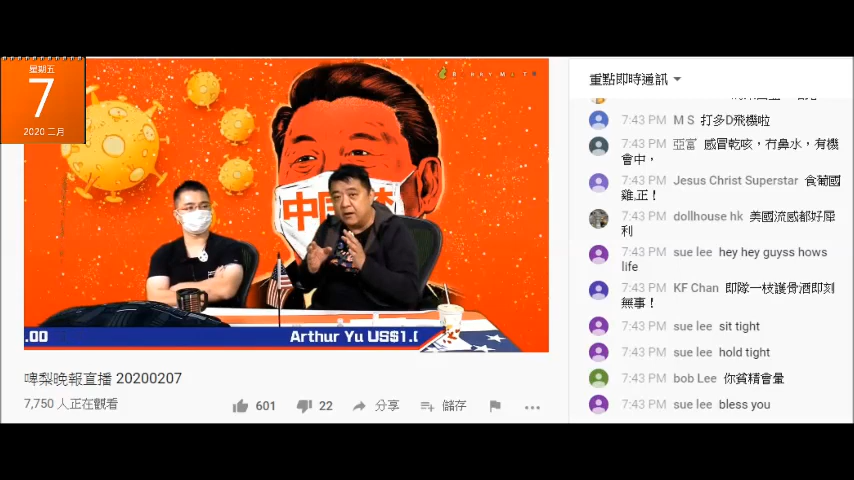 星期五
7
2020 二月
中国
.00
Arthur Yu US$1.0
啤梨晚報直播 20200207
7,750 人正在觀看
601
22
分享
儲存
重點即時通訊
7:43 PM M S 打多D飛機啦
7:43 PM 亞富 感冒乾咳，冇鼻水，有機
會中，
7:43 PM Jesus Christ Superstar 食葡國
雞,正！
7:43 PM dollhouse hk 美國流感都好犀
利
7:43 PM sue lee hey hey guyss hows
life
7:43 PM KF Chan 即隊一枝護骨酒即刻
無事！
7:43 PM sue lee sit tight
7:43 PM sue lee hold tight
7:43 PM bob Lee 你貧精會暈
7:43 PM sue lee bless you